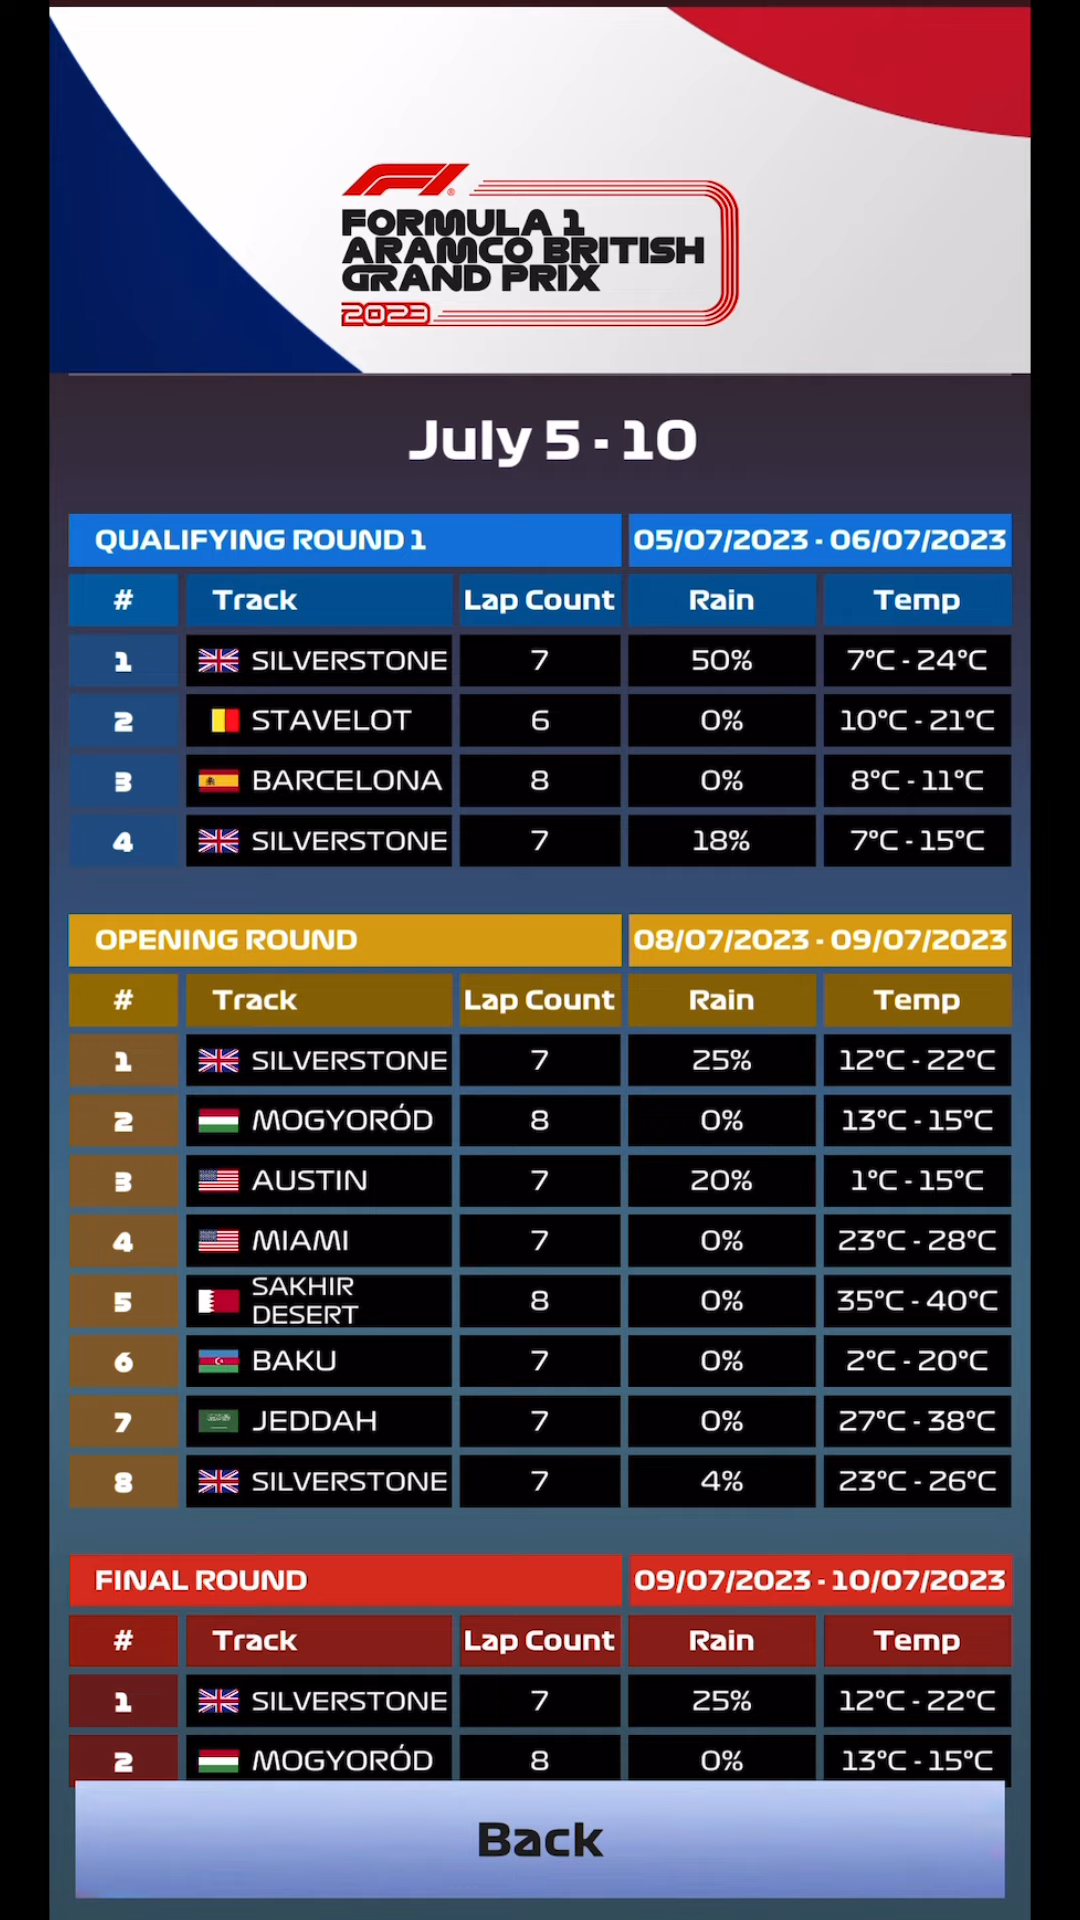 FORMULA 1
ARAMCO BRITISH
GRAND PRIX
2023
July 5 - 10
QUALIFYING ROUND 1 05/07/2023 - 06/07/2023
# Track Lap Count Rain Temp
1 SILVERSTONE 7 50% 7°C - 24°C
2 STAVELOT 6 0% 10°C - 21°C
3 BARCELONA 8 0% 8°C - 11°C
4 SILVERSTONE 7 18% 7°C - 15°C
OPENING ROUND 08/07/2023 - 09/07/2023
# Track Lap Count Rain Temp
1 SILVERSTONE 7 25% 12°C - 22°C
2 MOGYORÓD 8 0% 13°C - 15°C
3 AUSTIN 7 20% 1°C - 15°C
4 MIAMI 7 0% 23°C - 28°C
5 SAKHIR DESERT 8 0% 35°C - 40°C
6 BAKU 7 0% 2°C - 20°C
7 JEDDAH 7 0% 27°C - 38°C
8 SILVERSTONE 7 4% 23°C - 26°C
FINAL ROUND 09/07/2023 - 10/07/2023
# Track Lap Count Rain Temp
1 SILVERSTONE 7 25% 12°C - 22°C
2 MOGYORÓD 8 0% 13°C - 15°C
Back